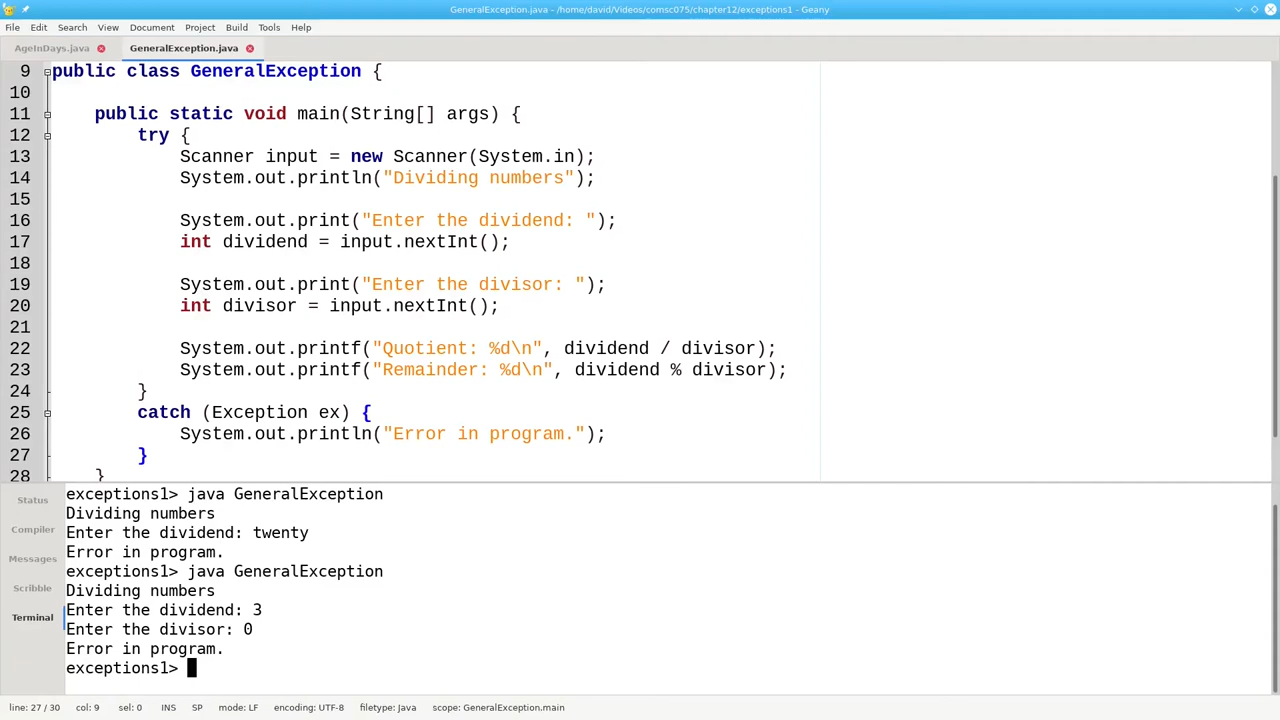 GeneralException.java - /home/david/Videos/comsc075/chapter12/exceptions1 - Geany
File Edit Search View Document Project Build Tools Help
AgeInDays.java GeneralException.java
9 public class GeneralException {
10
11 public static void main(String[] args) {
12 try {
13 Scanner input = new Scanner(System.in);
14 System.out.println("Dividing numbers");
15
16 System.out.print("Enter the dividend: ");
17 int dividend = input.nextInt();
18
19 System.out.print("Enter the divisor: ");
20 int divisor = input.nextInt();
21
22 System.out.printf("Quotient: %d\n", dividend / divisor);
23 System.out.printf("Remainder: %d\n", dividend % divisor);
24 }
25 catch (Exception ex) {
26 System.out.println("Error in program.");
27 }
28 }
Status
Compiler
Messages
Scribble
Terminal
exceptions1> java GeneralException
Dividing numbers
Enter the dividend: twenty
Error in program.
exceptions1> java GeneralException
Dividing numbers
Enter the dividend: 3
Enter the divisor: 0
Error in program.
exceptions1>
line: 27 / 30 col: 9 sel: 0 INS SP mode: LF encoding: UTF-8 filetype: Java scope: GeneralException.main